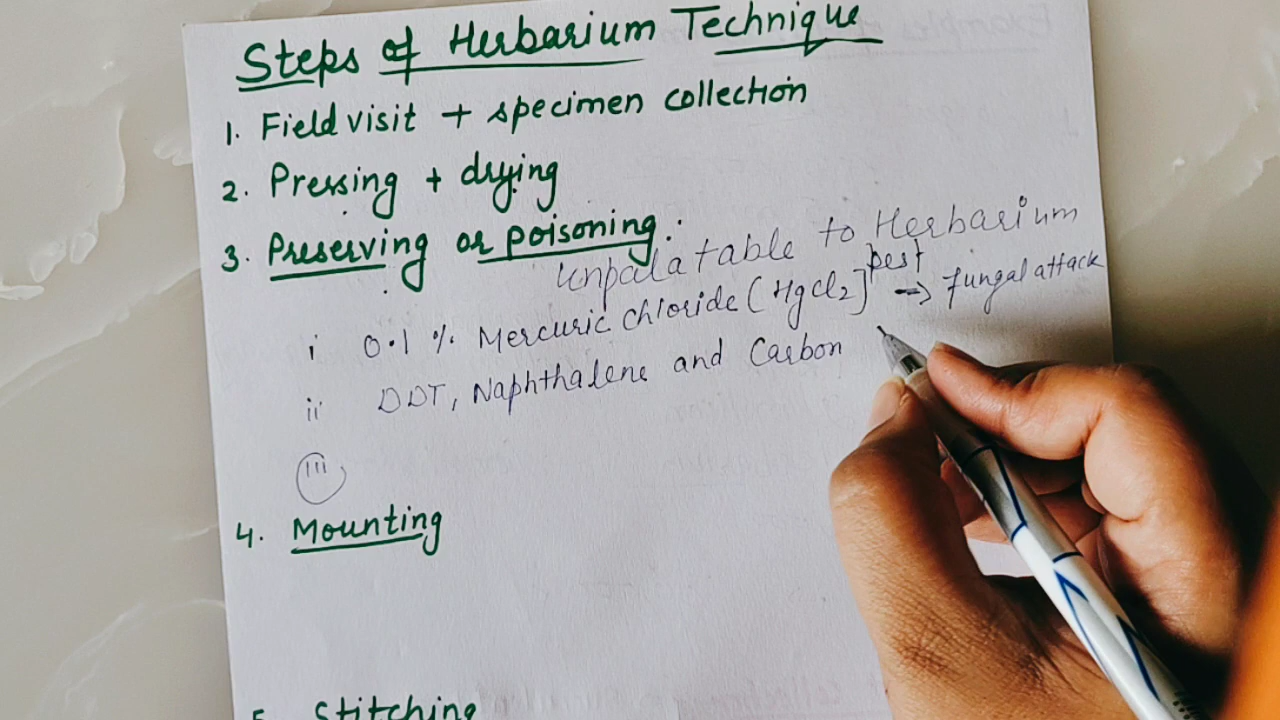 Steps of Herbarium Technique
1. Field visit + specimen collection
2. Pressing + drying
3. Preserving or poisoning :
unpalatable to Herbarium
pest
i 0.1 % Mercuric chloride (HgCl2] → fungal attack
ii DDT, Naphthalene and Carbon
iii
4. Mounting
5. Stitching